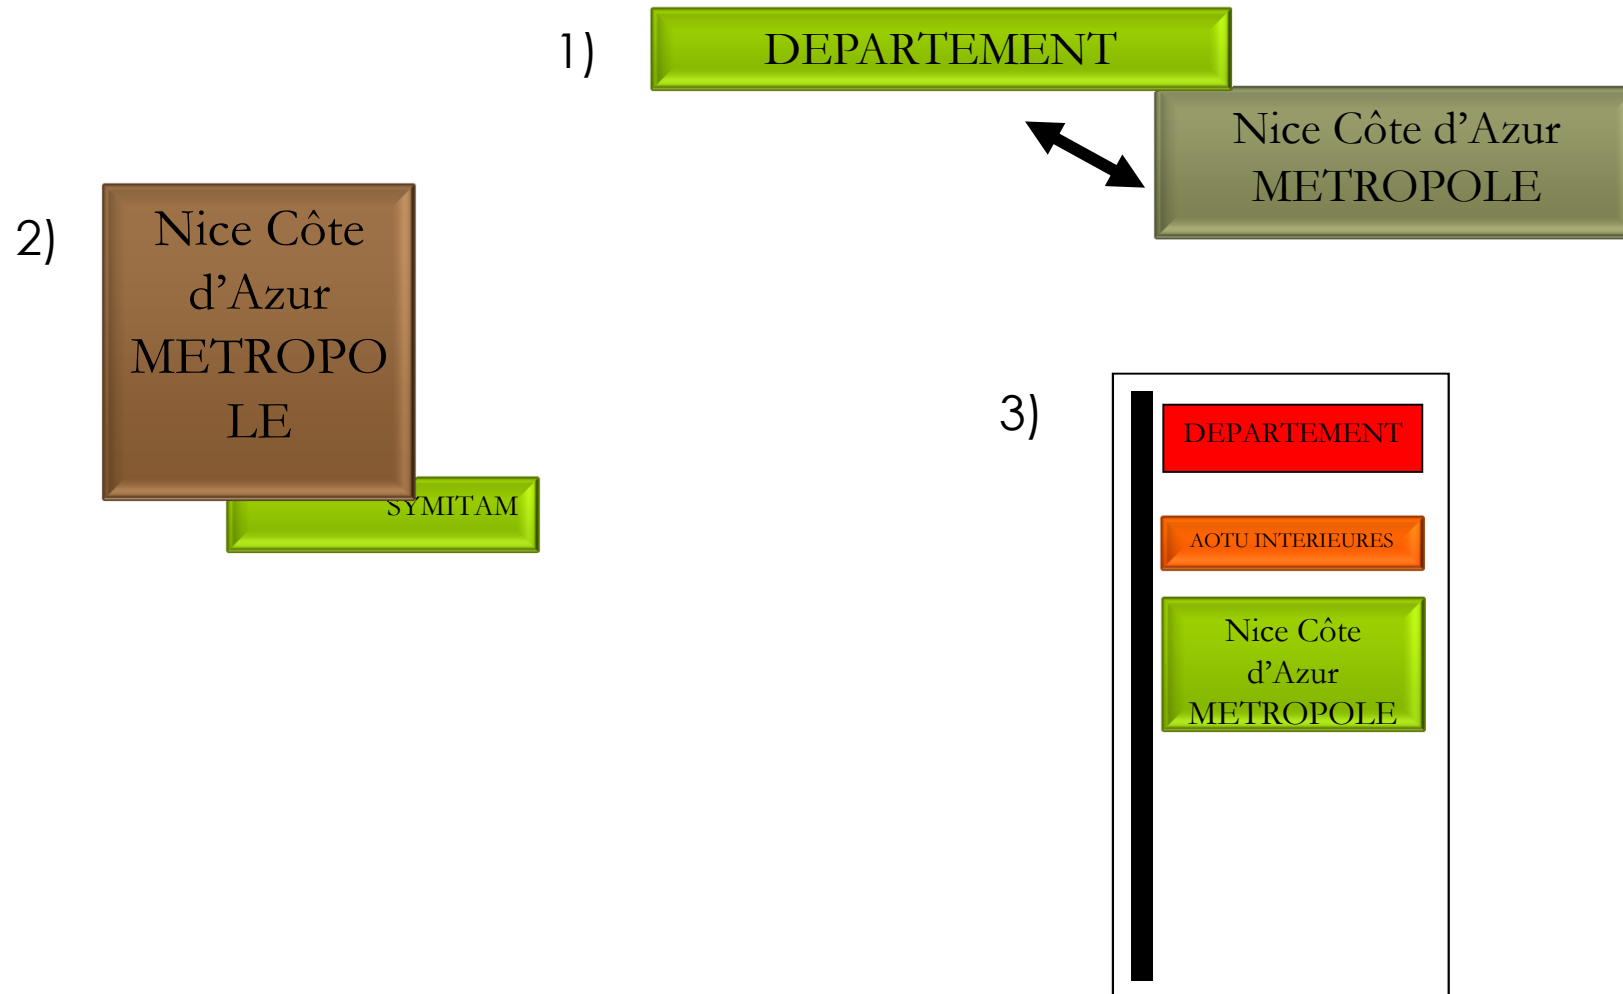 1)
DEPARTEMENT
Nice Côte d’Azur
METROPOLE
2)
Nice Côte
d’Azur
METROPO
LE
SYMITAM
3)
DEPARTEMENT
AOTU INTERIEURES
Nice Côte
d’Azur
METROPOLE